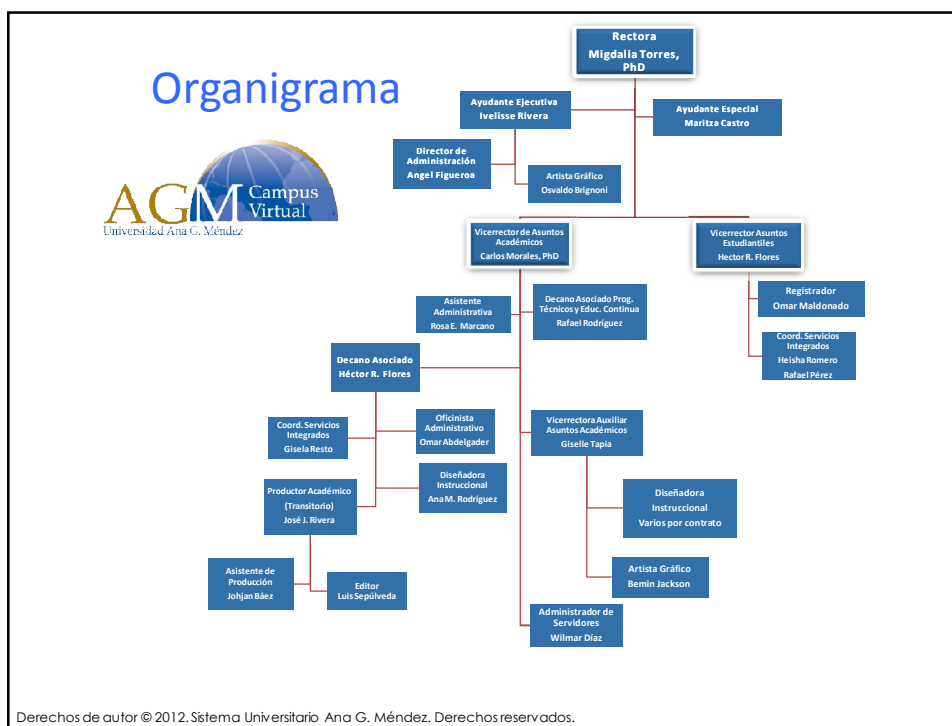 Organigrama
AGM
Campus
Virtual
Universidad Ana G. Méndez
Rectora
Migdalia Torres,
PhD
Ayudante Ejecutiva
Ivelisse Rivera
Ayudante Especial
Maritza Castro
Director de
Administración
Angel Figueroa
Artista Gráfico
Osvaldo Brignoni
Vicerrector de Asuntos
Académicos
Carlos Morales, PhD
Vicerrector Asuntos
Estudiantiles
Hector R. Flores
Asistente
Administrativa
Rosa E. Marcano
Decano Asociado Prog.
Técnicos y Educ. Continua
Rafael Rodríguez
Registrador
Omar Maldonado
Coord. Servicios
Integrados
Heisha Romero
Rafael Pérez
Decano Asociado
Héctor R. Flores
Coord. Servicios
Integrados
Gisela Resto
Oficinista
Administrativo
Omar Abdelgader
Vicerrectora Auxiliar
Asuntos Académicos
Giselle Tapia
Productor Académico
(Transitorio)
José J. Rivera
Diseñadora
Instruccional
Ana M. Rodríguez
Diseñadora
Instruccional
Varios por contrato
Asistente de
Producción
Johjan Báez
Editor
Luis Sepúlveda
Artista Gráfico
Bemin Jackson
Administrador de
Servidores
Wilmar Díaz
Derechos de autor © 2012. Sistema Universitario Ana G. Méndez. Derechos reservados.